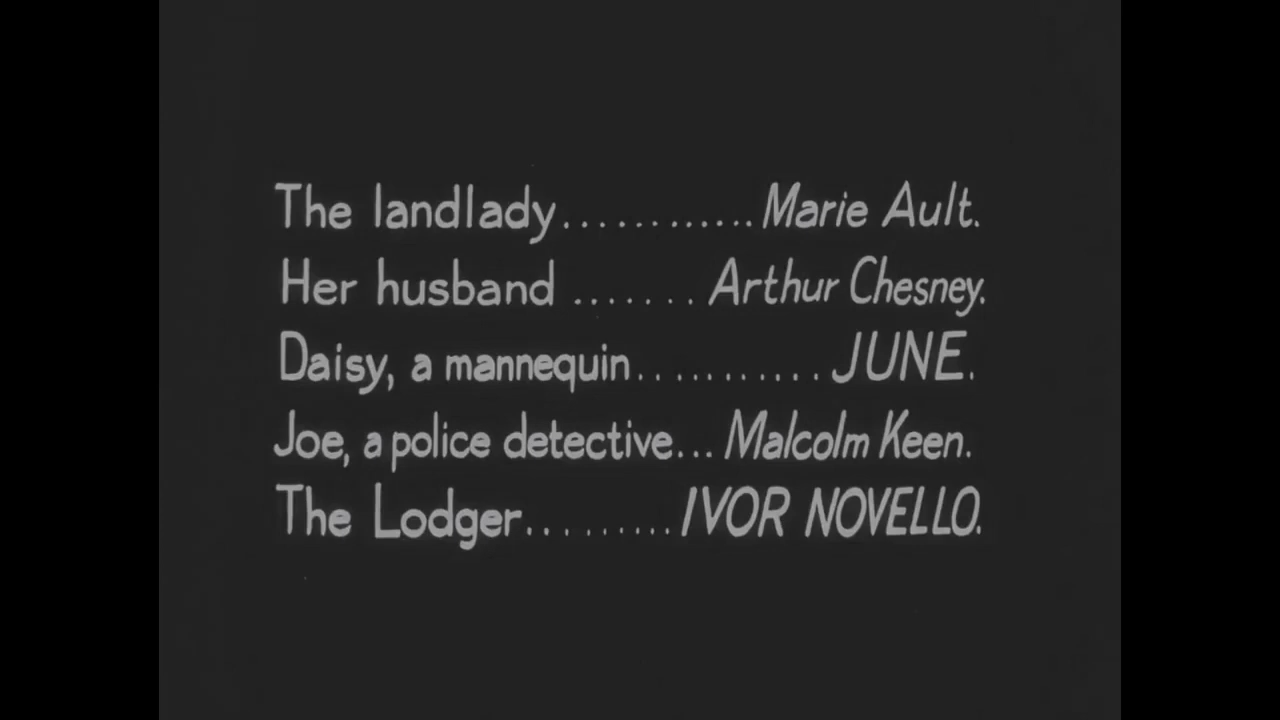 The landlady............Marie Ault.
Her husband .......Arthur Chesney.
Daisy, a mannequin...........JUNE.
Joe, a police detective...Malcolm Keen.
The Lodger.........IVOR NOVELLO.